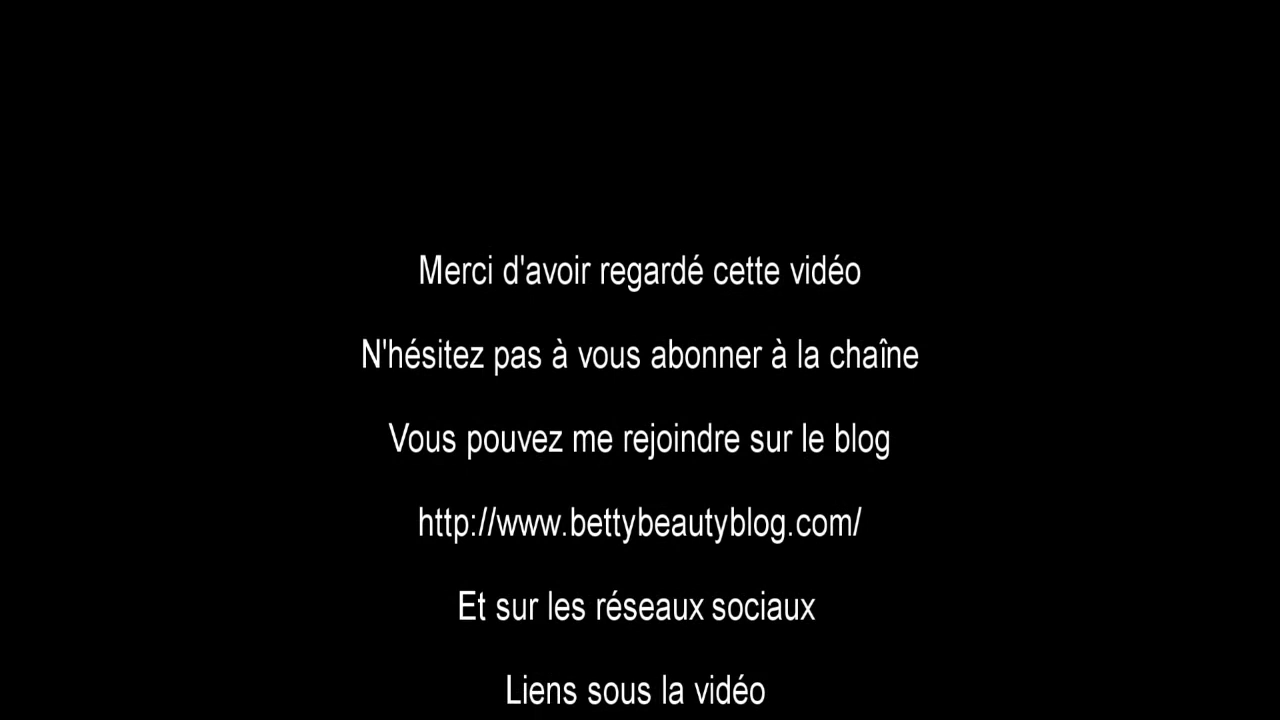 Merci d'avoir regardé cette vidéo
N'hésitez pas à vous abonner à la chaîne
Vous pouvez me rejoindre sur le blog
http://www.bettybeautyblog.com/
Et sur les réseaux sociaux
Liens sous la vidéo